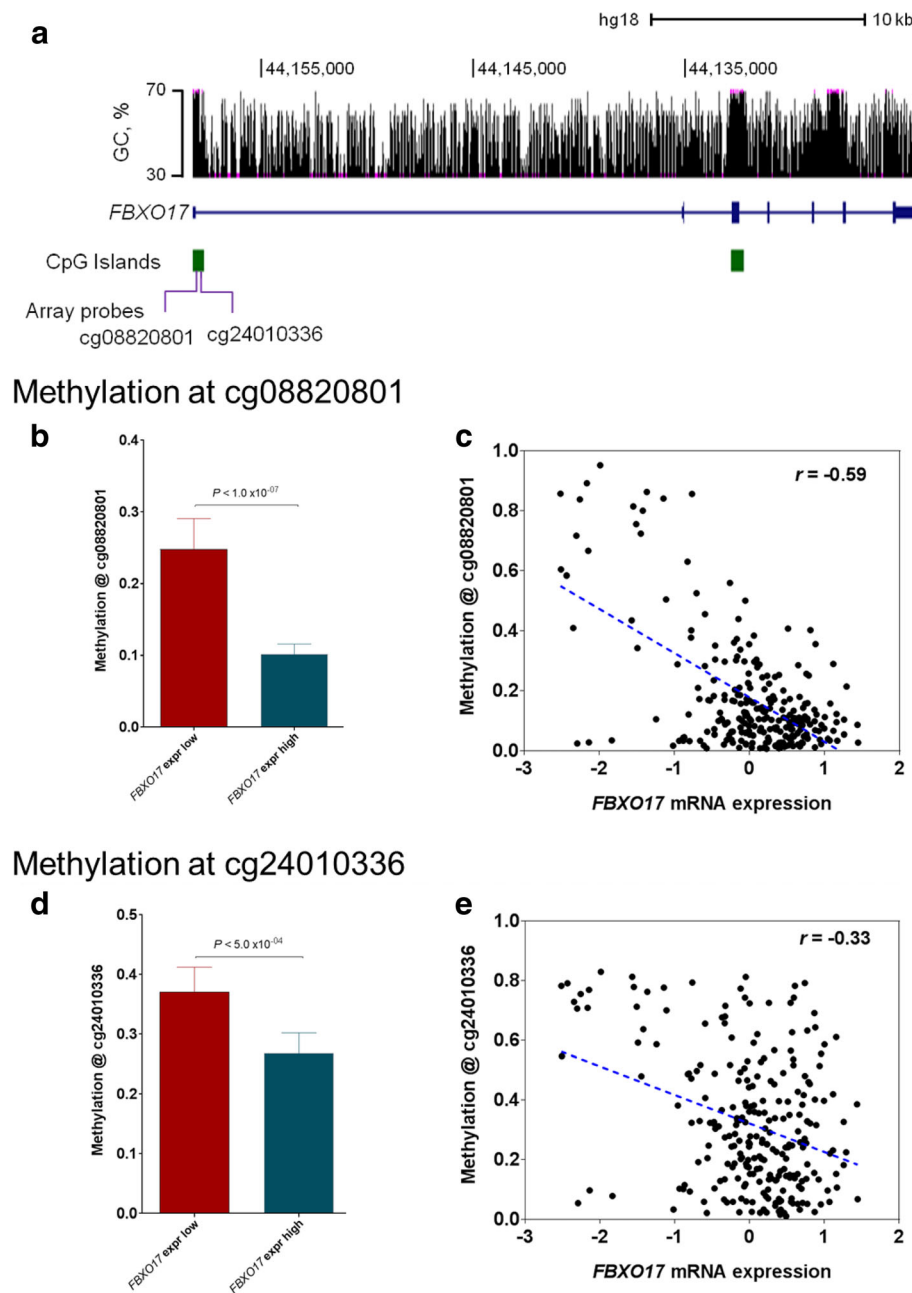 a
hg18 10 kb
44,155,000 44,145,000 44,135,000
70
GC, %
30
FBXO17
CpG Islands
Array probes
cg08820801 cg24010336
Methylation at cg08820801
b
0.4
0.3
0.2
0.1
0.0
Methylation @ cg08820801
P < 1.0 x10-07
FBXO17 expr low
FBXO17 expr high
c
1.0
0.8
0.6
0.4
0.2
0.0
Methylation @ cg08820801
r = -0.59
-3 -2 -1 0 1 2
FBXO17 mRNA expression
Methylation at cg24010336
d
0.5
0.4
0.3
0.2
0.1
0.0
Methylation @ cg24010336
P < 5.0 x10-04
FBXO17 expr low
FBXO17 expr high
e
1.0
0.8
0.6
0.4
0.2
0.0
Methylation @ cg24010336
r = -0.33
-3 -2 -1 0 1 2
FBXO17 mRNA expression